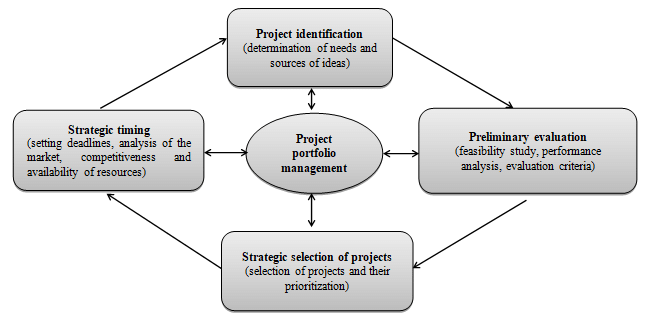 Project identification
(determination of needs and
sources of ideas)
Strategic timing
(setting deadlines, analysis of the
market, competitiveness and
availability of resources)
Project
portfolio
management
Preliminary evaluation
(feasibility study, performance
analysis, evaluation criteria)
Strategic selection of projects
(selection of projects and their
prioritization)